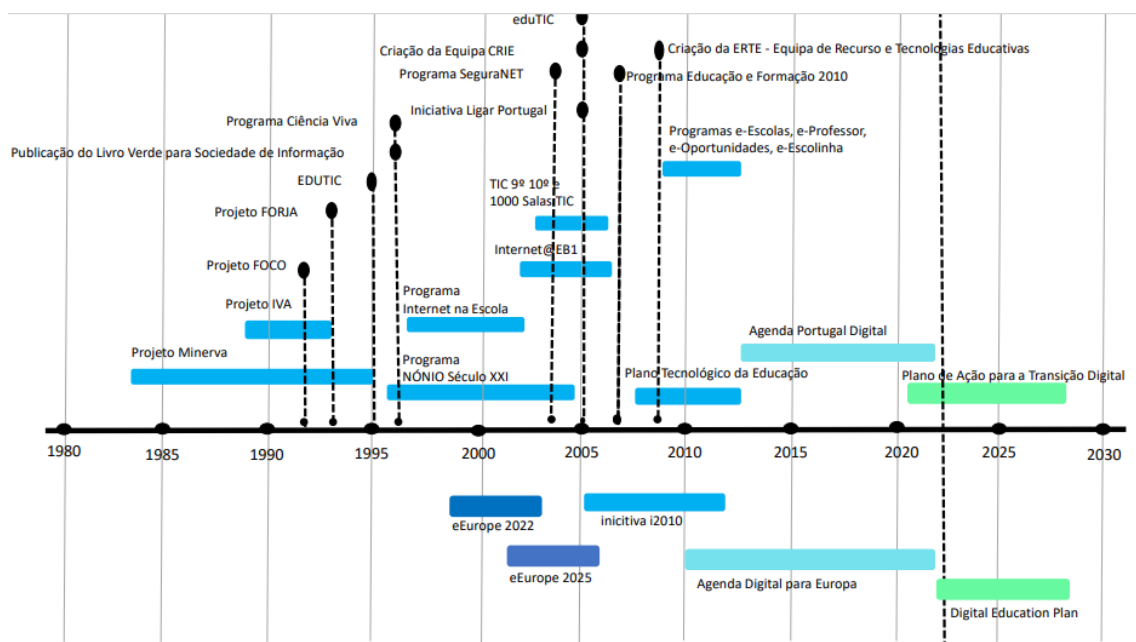 eduTIC
Criação da Equipa CRIE
Criação da ERTE - Equipa de Recurso e Tecnologias Educativas
Programa SeguraNET
Programa Educação e Formação 2010
Iniciativa Ligar Portugal
Programa Ciência Viva
Programas e-Escolas, e-Professor,
e-Oportunidades, e-Escolinha
Publicação do Livro Verde para Sociedade de Informação
EDUTIC
TIC 9º 10º e
1000 Salas TIC
Projeto FORJA
Internet@EB1
Projeto FOCO
Programa
Internet na Escola
Projeto IVA
Agenda Portugal Digital
Projeto Minerva
Programa
NÓNIO Século XXI
Plano Tecnológico da Educação
Plano de Ação para a Transição Digital
1980
1985
1990
1995
2000
2005
2010
2015
2020
2025
2030
eEurope 2022
inicitiva i2010
eEurope 2025
Agenda Digital para Europa
Digital Education Plan